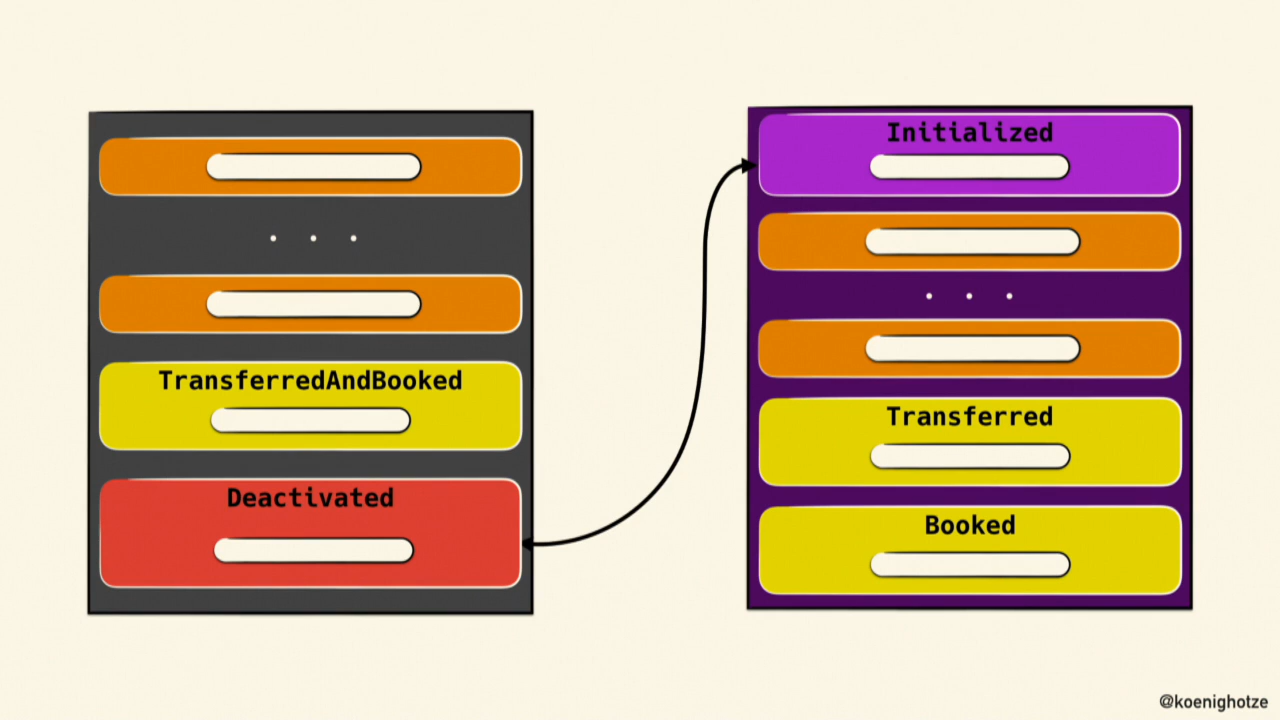 TransferredAndBooked
Deactivated
Initialized
Transferred
Booked
@koenighotze